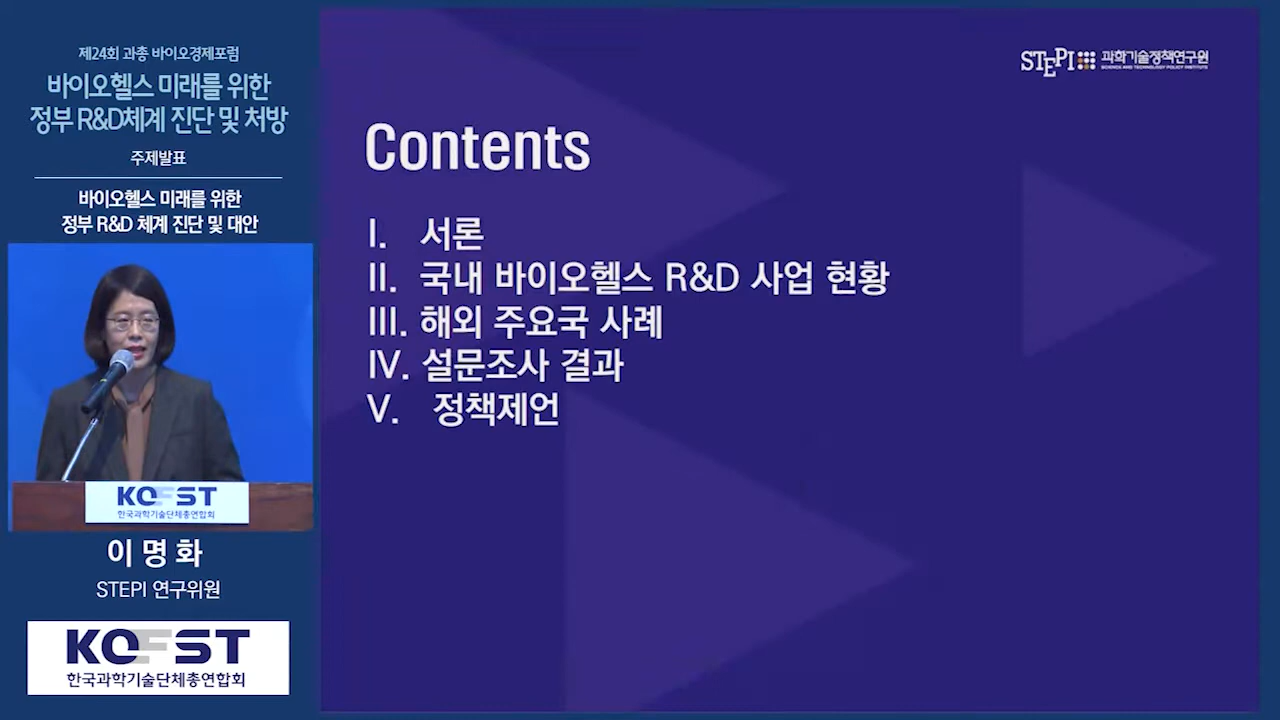 제24회 과총 바이오경제포럼
바이오헬스 미래를 위한
정부 R&D체계 진단 및 처방
주제발표
바이오헬스 미래를 위한
정부 R&D 체계 진단 및 대안
KOFST
한국과학기술단체총연합회
이명화
STEPI 연구위원
KOFST
한국과학기술단체총연합회
STEPI 과학기술정책연구원
SCIENCE AND TECHNOLOGY POLICY INSTITUTE
Contents
I. 서론
II. 국내 바이오헬스 R&D 사업 현황
III. 해외 주요국 사례
IV. 설문조사 결과
V. 정책제언